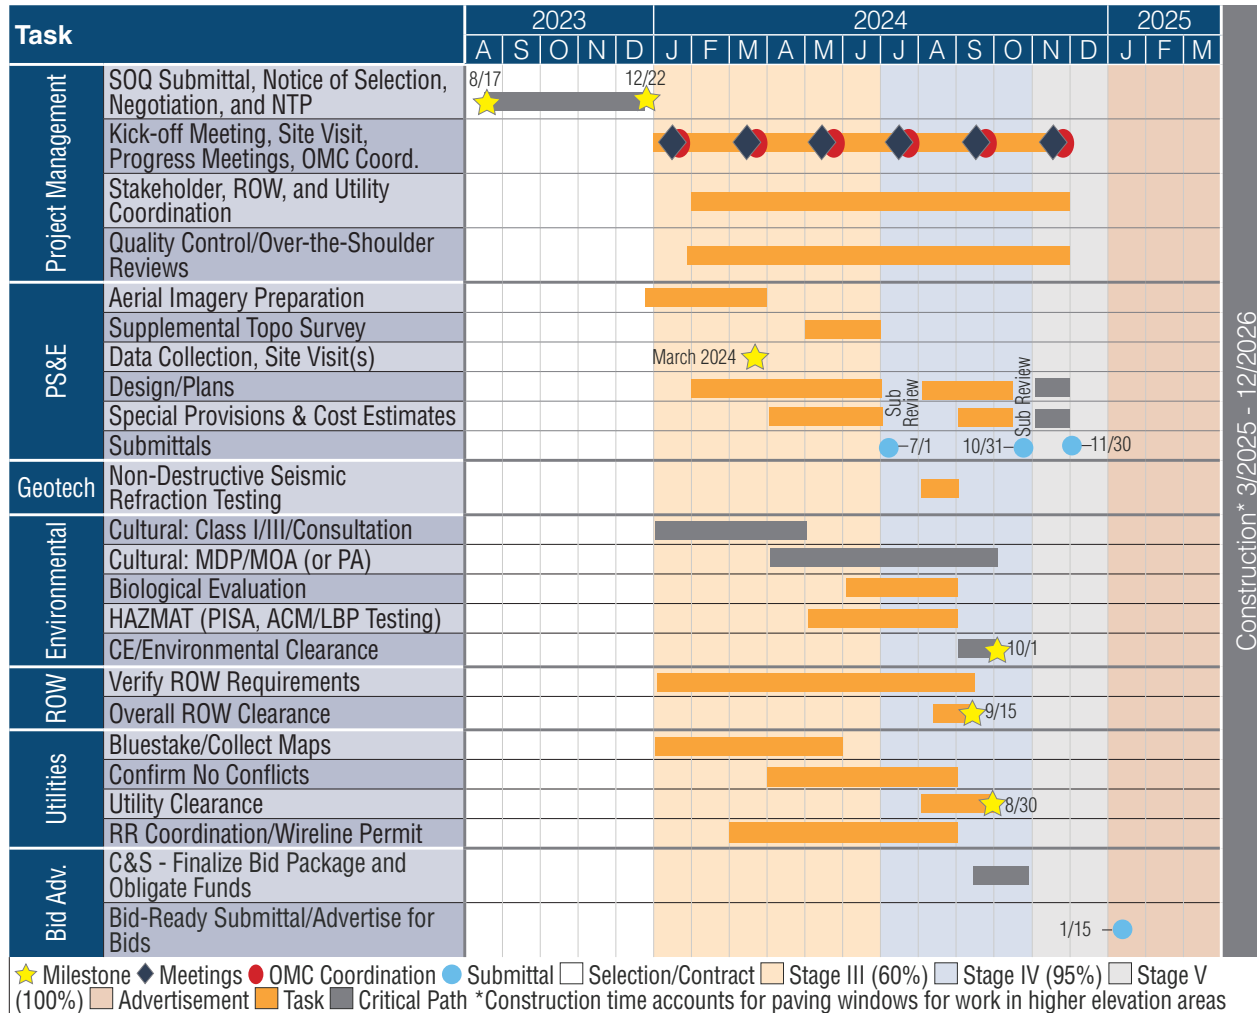 Task
2023
2024
2025
A S O N D J F M A M J J A S O N D J F M
Project Management
SOQ Submittal, Notice of Selection,
Negotiation, and NTP
8/17
12/22
Kick-off Meeting, Site Visit,
Progress Meetings, OMC Coord.
Stakeholder, ROW, and Utility
Coordination
Quality Control/Over-the-Shoulder
Reviews
PS&E
Aerial Imagery Preparation
Supplemental Topo Survey
Data Collection, Site Visit(s)
March 2024
Design/Plans
Sub
Review
Sub Review
Special Provisions & Cost Estimates
Submittals
7/1
10/31
11/30
Geotech
Non-Destructive Seismic
Refraction Testing
Environmental
Cultural: Class I/III/Consultation
Cultural: MDP/MOA (or PA)
Biological Evaluation
HAZMAT (PISA, ACM/LBP Testing)
CE/Environmental Clearance
10/1
ROW
Verify ROW Requirements
Overall ROW Clearance
9/15
Utilities
Bluestake/Collect Maps
Confirm No Conflicts
Utility Clearance
8/30
RR Coordination/Wireline Permit
Bid Adv.
C&S - Finalize Bid Package and
Obligate Funds
Bid-Ready Submittal/Advertise for
Bids
1/15
Construction* 3/2025 - 12/2026
Milestone Meetings OMC Coordination Submittal Selection/Contract Stage III (60%) Stage IV (95%) Stage V
(100%) Advertisement Task Critical Path *Construction time accounts for paving windows for work in higher elevation areas